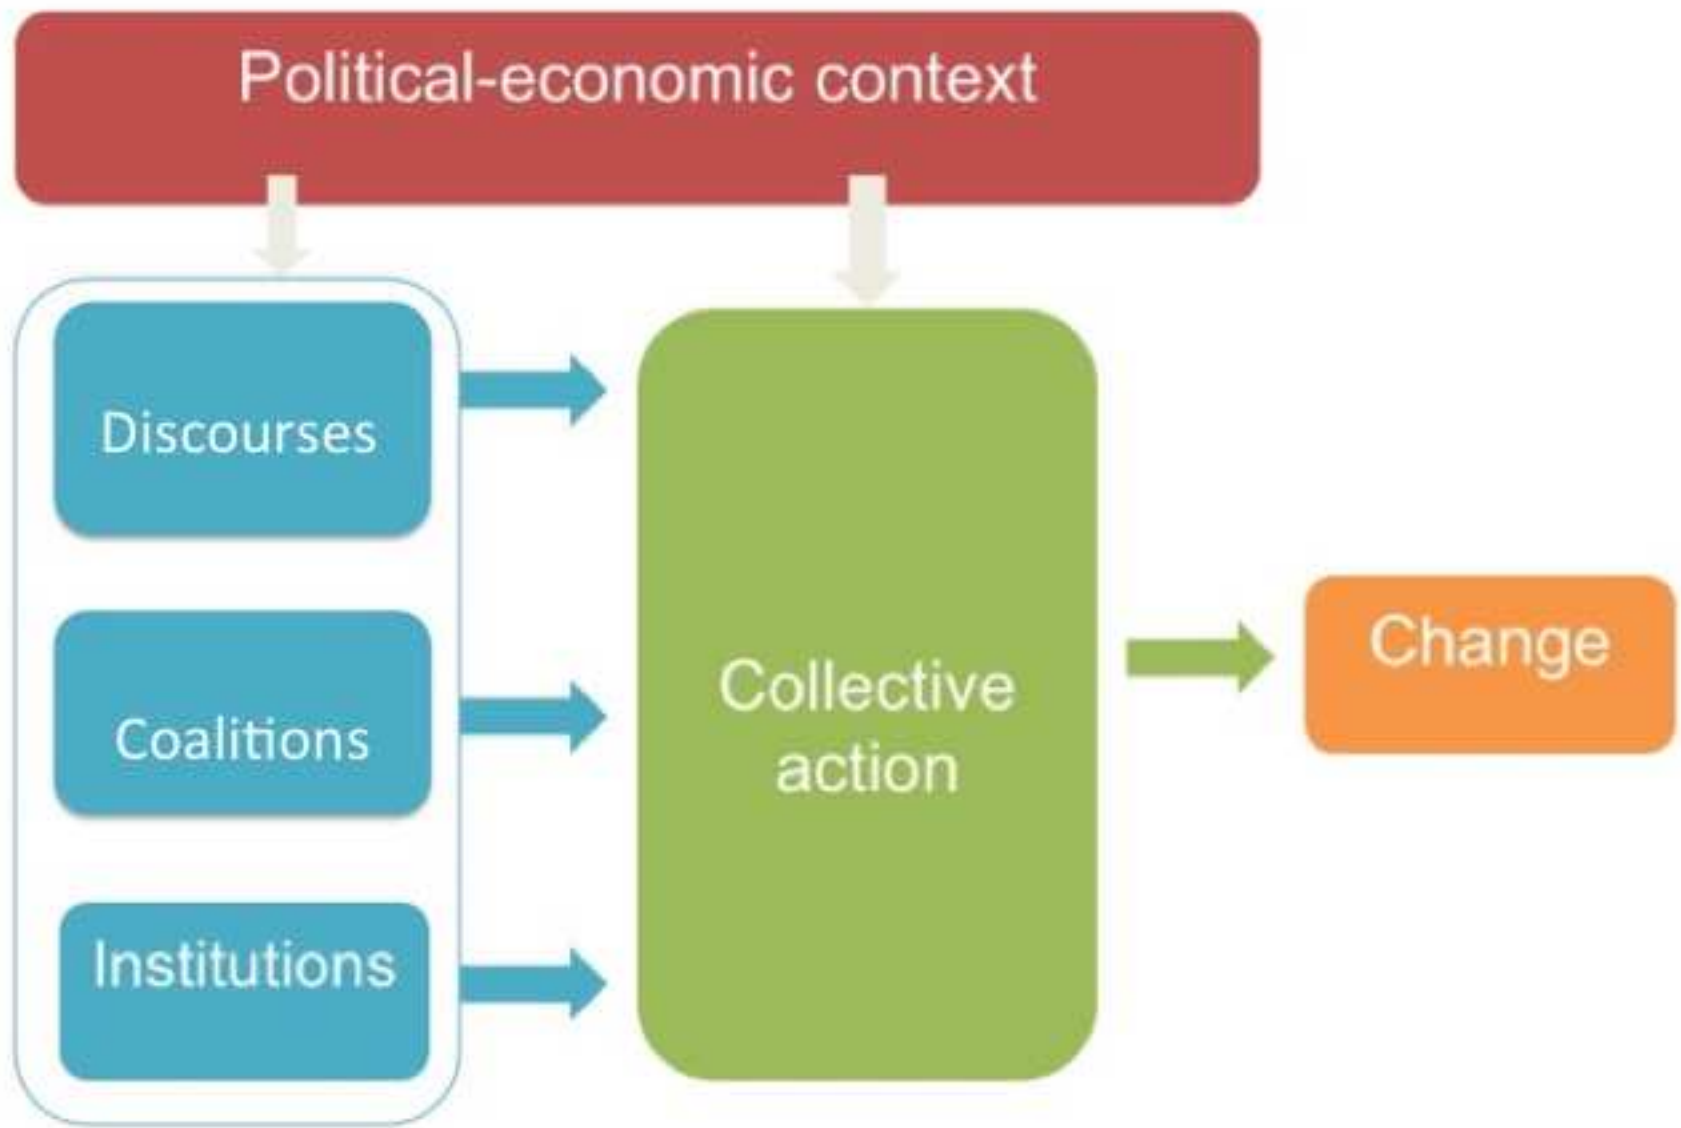 Political-economic context
Discourses
Coalitions
Institutions
Collective
action
Change